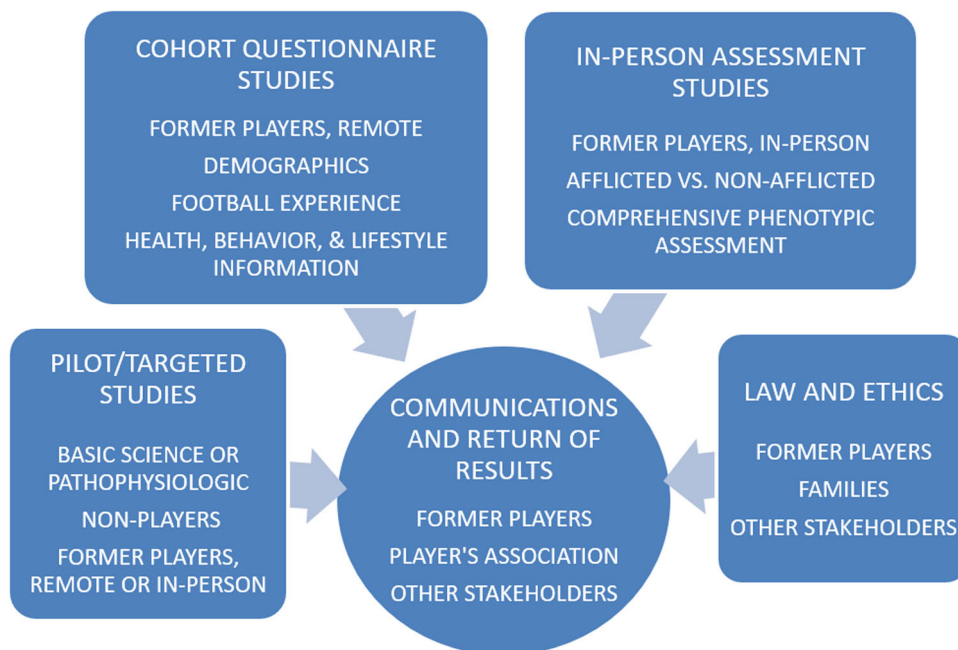 COHORT QUESTIONNAIRE
STUDIES
FORMER PLAYERS, REMOTE
DEMOGRAPHICS
FOOTBALL EXPERIENCE
HEALTH, BEHAVIOR, & LIFESTYLE
INFORMATION
IN-PERSON ASSESSMENT
STUDIES
FORMER PLAYERS, IN-PERSON
AFFLICTED VS. NON-AFFLICTED
COMPREHENSIVE PHENOTYPIC
ASSESSMENT
PILOT/TARGETED
STUDIES
BASIC SCIENCE OR
PATHOPHYSIOLOGIC
NON-PLAYERS
FORMER PLAYERS,
REMOTE OR IN-PERSON
COMMUNICATIONS
AND RETURN OF
RESULTS
FORMER PLAYERS
PLAYER'S ASSOCIATION
OTHER STAKEHOLDERS
LAW AND ETHICS
FORMER PLAYERS
FAMILIES
OTHER STAKEHOLDERS